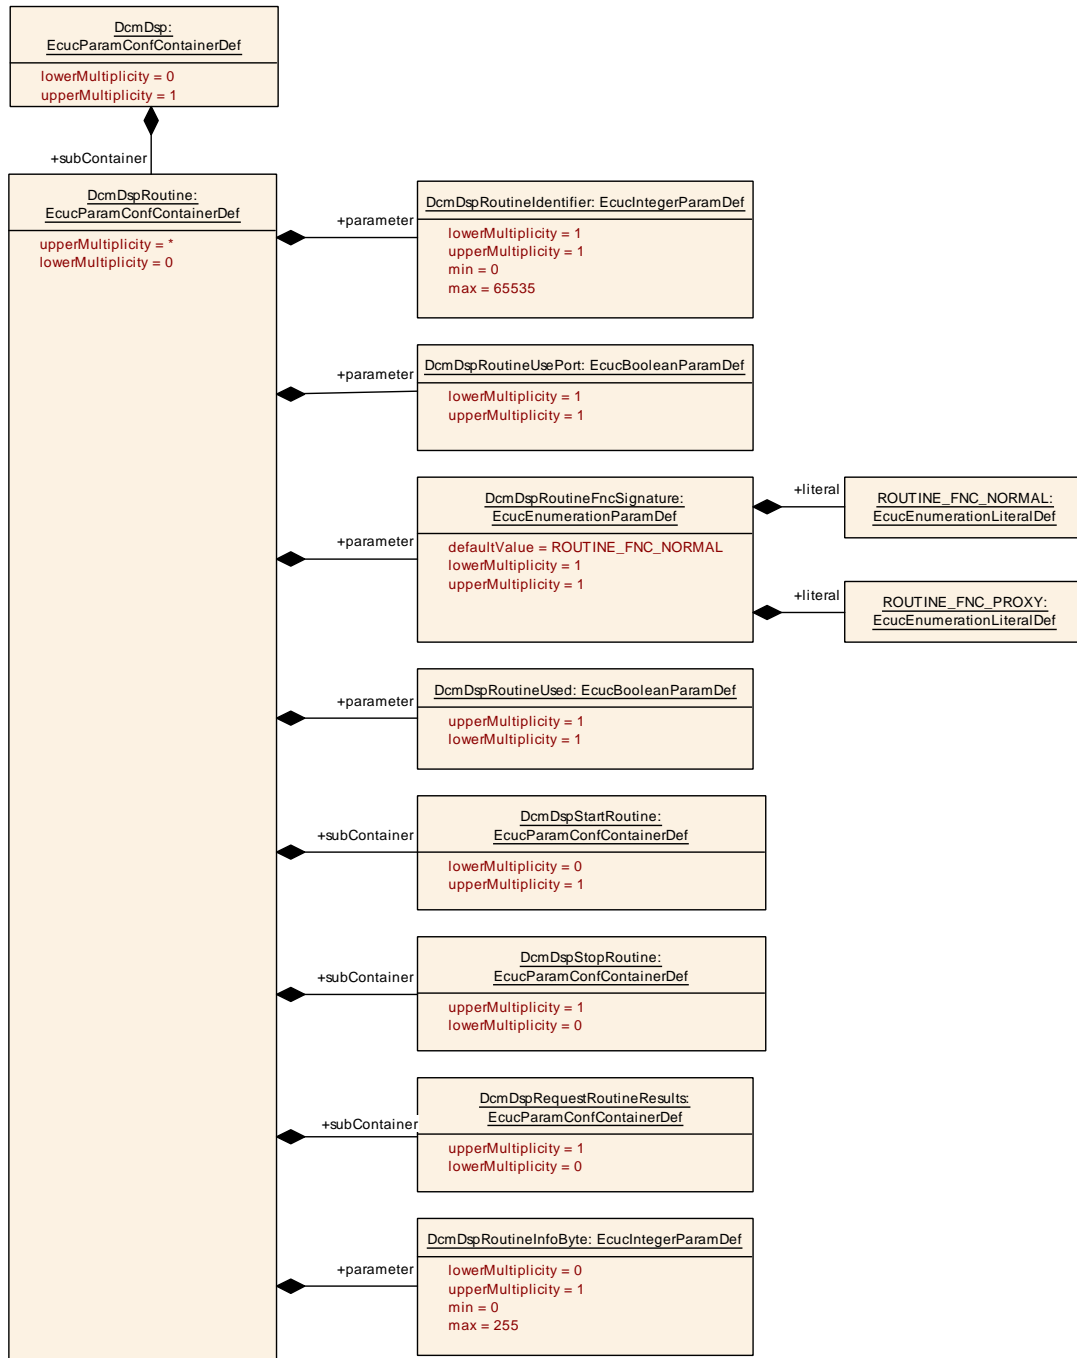 DcmDsp:
EcucParamConfContainerDef
lowerMultiplicity = 0
upperMultiplicity = 1
+subContainer
DcmDspRoutine:
EcucParamConfContainerDef
upperMultiplicity = *
lowerMultiplicity = 0
+parameter
DcmDspRoutineIdentifier: EcucIntegerParamDef
lowerMultiplicity = 1
upperMultiplicity = 1
min = 0
max = 65535
+parameter
DcmDspRoutineUsePort: EcucBooleanParamDef
lowerMultiplicity = 1
upperMultiplicity = 1
+parameter
DcmDspRoutineFncSignature:
EcucEnumerationParamDef
defaultValue = ROUTINE_FNC_NORMAL
lowerMultiplicity = 1
upperMultiplicity = 1
+literal
ROUTINE_FNC_NORMAL:
EcucEnumerationLiteralDef
+literal
ROUTINE_FNC_PROXY:
EcucEnumerationLiteralDef
+parameter
DcmDspRoutineUsed: EcucBooleanParamDef
upperMultiplicity = 1
lowerMultiplicity = 1
+subContainer
DcmDspStartRoutine:
EcucParamConfContainerDef
lowerMultiplicity = 0
upperMultiplicity = 1
+subContainer
DcmDspStopRoutine:
EcucParamConfContainerDef
upperMultiplicity = 1
lowerMultiplicity = 0
+subContainer
DcmDspRequestRoutineResults:
EcucParamConfContainerDef
upperMultiplicity = 1
lowerMultiplicity = 0
+parameter
DcmDspRoutineInfoByte: EcucIntegerParamDef
lowerMultiplicity = 0
upperMultiplicity = 1
min = 0
max = 255